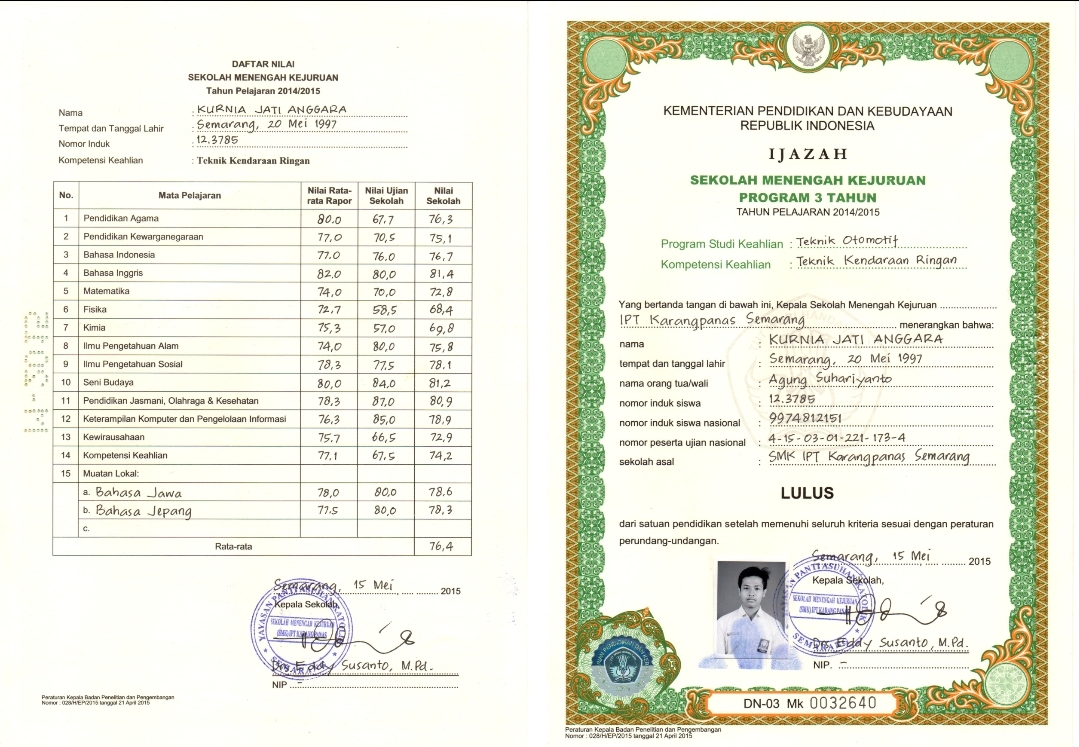 DAFTAR NILAI
SEKOLAH MENENGAH KEJURUAN
Tahun Pelajaran 2014/2015
Nama : KURNIA JATI ANGGARA
Tempat dan Tanggal Lahir : Semarang, 20 Mei 1997
Nomor Induk : 12.3785
Kompetensi Keahlian : Teknik Kendaraan Ringan
No. Mata Pelajaran Nilai Rata-rata Rapor Nilai Ujian Sekolah Nilai Sekolah
1 Pendidikan Agama 80.0 67.7 76,3
2 Pendidikan Kewarganegaraan 77,0 70,5 75,1
3 Bahasa Indonesia 77.0 76.0 76,7
4 Bahasa Inggris 82.0 80,0 81,4
5 Matematika 74,0 70.0 72,8
6 Fisika 72,7 58,5 68,4
7 Kimia 75,3 57.0 69,8
8 Ilmu Pengetahuan Alam 74,0 80,0 75,8
9 Ilmu Pengetahuan Sosial 78,3 77.5 78.1
10 Seni Budaya 80,0 84,0 81,2
11 Pendidikan Jasmani, Olahraga & Kesehatan 78,3 87,0 80,9
12 Keterampilan Komputer dan Pengelolaan Informasi 76,3 85,0 78,9
13 Kewirausahaan 75.7 66,5 72,9
14 Kompetensi Keahlian 77.1 67,5 74,2
15 Muatan Lokal:
a. Bahasa Jawa 78,0 80,0 78.6
b. Bahasa Jepang 77.5 80,0 78,3
c.
Rata-rata 76,4
Semarang, 15 Mei 2015
Kepala Sekolah,
SEKOLAH MENENGAH KEJURUAN
(SMK) IPT KARANGPANAS
Drs. Eddy Susanto, M.Pd.
NIP –
Peraturan Kepala Badan Penelitian dan Pengembangan
Nomor : 028/H/EP/2015 tanggal 21 April 2015
KEMENTERIAN PENDIDIKAN DAN KEBUDAYAAN
REPUBLIK INDONESIA
IJAZAH
SEKOLAH MENENGAH KEJURUAN
PROGRAM 3 TAHUN
TAHUN PELAJARAN 2014/2015
Program Studi Keahlian : Teknik Otomotif
Kompetensi Keahlian : Teknik Kendaraan Ringan
Yang bertanda tangan di bawah ini, Kepala Sekolah Menengah Kejuruan
IPT Karangpanas Semarang menerangkan bahwa:
nama : KURNIA JATI ANGGARA
tempat dan tanggal lahir : Semarang, 20 Mei 1997
nama orang tua/wali : Agung Suhariyanto
nomor induk siswa : 12.3785
nomor induk siswa nasional : 9974812151
nomor peserta ujian nasional : 4-15-03-01-221-173-4
sekolah asal : SMK IPT Karangpanas Semarang
LULUS
dari satuan pendidikan setelah memenuhi seluruh kriteria sesuai dengan peraturan
perundang-undangan.
Semarang, 15 Mei 2015
Kepala Sekolah,
SEKOLAH MENENGAH KEJURUAN
(SMK) IPT KARANGPANAS
Drs. Eddy Susanto, M.Pd.
NIP. –
DN-03 Mk 0032640
Peraturan Kepala Badan Penelitian dan Pengembangan
Nomor : 028/H/EP/2015 tanggal 21 April 2015